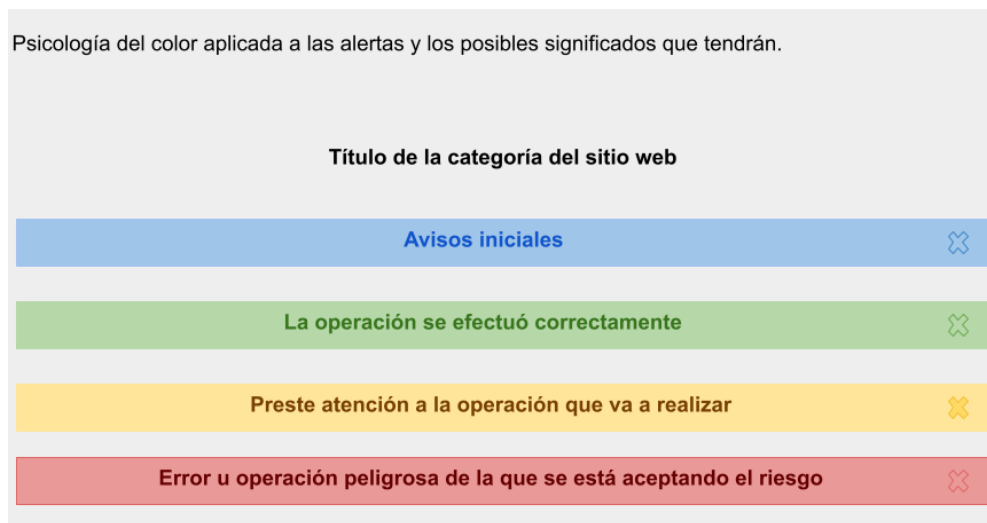 Psicología del color aplicada a las alertas y los posibles significados que tendrán.
Título de la categoría del sitio web
Avisos iniciales
La operación se efectuó correctamente
Preste atención a la operación que va a realizar
Error u operación peligrosa de la que se está aceptando el riesgo